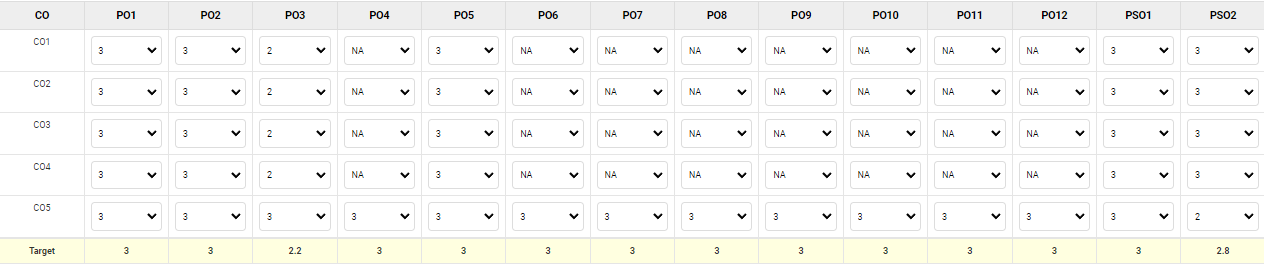 CO PO1 PO2 PO3 PO4 PO5 PO6 PO7 PO8 PO9 PO10 PO11 PO12 PSO1 PSO2
CO1 3 3 2 NA 3 NA NA NA NA NA NA NA 3 3
CO2 3 3 2 NA 3 NA NA NA NA NA NA NA 3 3
CO3 3 3 2 NA 3 NA NA NA NA NA NA NA 3 3
CO4 3 3 2 NA 3 NA NA NA NA NA NA NA 3 3
CO5 3 3 3 3 3 3 3 3 3 3 3 3 3 2
Target 3 3 2.2 3 3 3 3 3 3 3 3 3 3 2.8